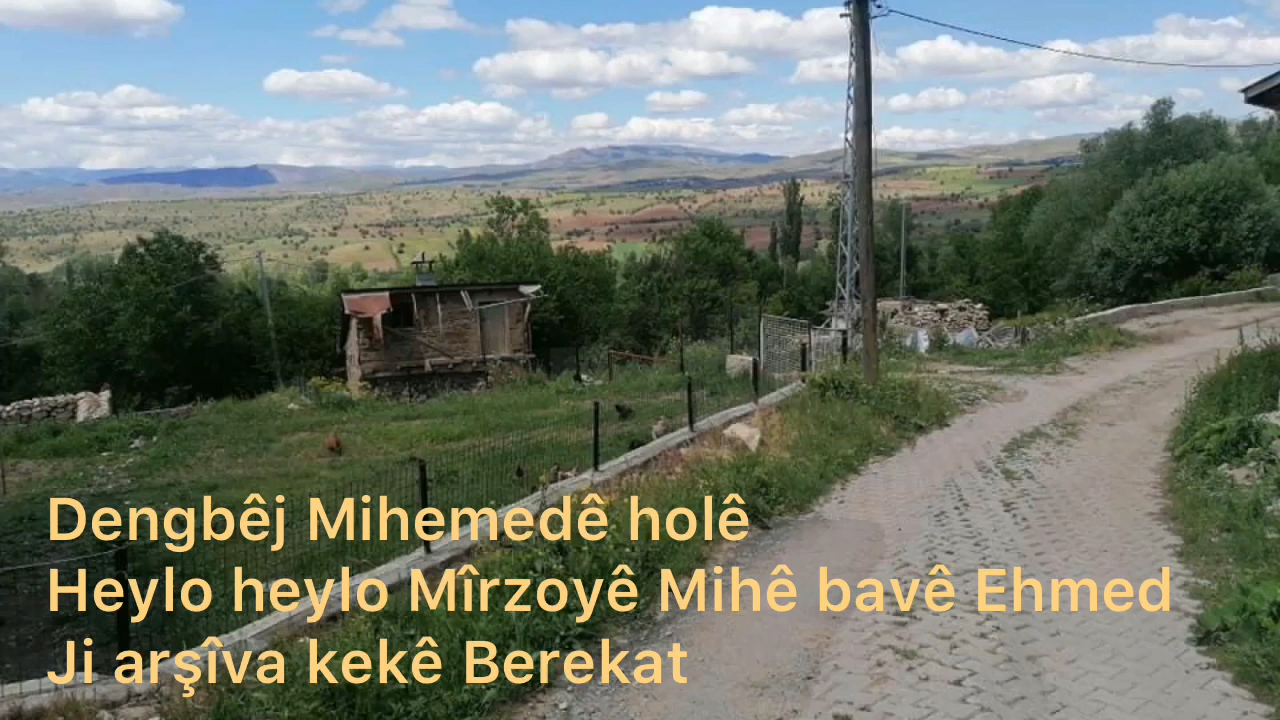 Dengbêj Mihemedê holê
Heylo heylo Mîrzoyê Mihê bavê Ehmed
Ji arşîva kekê Berekat